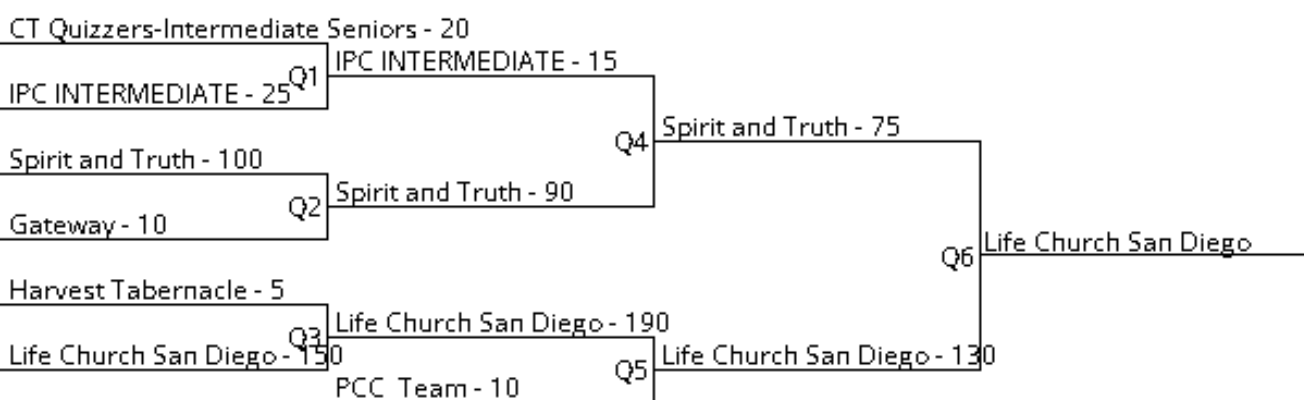 CT Quizzers-Intermediate Seniors - 20
IPC INTERMEDIATE - 25
Q1
IPC INTERMEDIATE - 15
Spirit and Truth - 100
Gateway - 10
Q2
Spirit and Truth - 90
Q4
Spirit and Truth - 75
Harvest Tabernacle - 5
Life Church San Diego - 150
Q3
Life Church San Diego - 190
PCC  Team - 10
Q5
Life Church San Diego - 130
Q6
Life Church San Diego